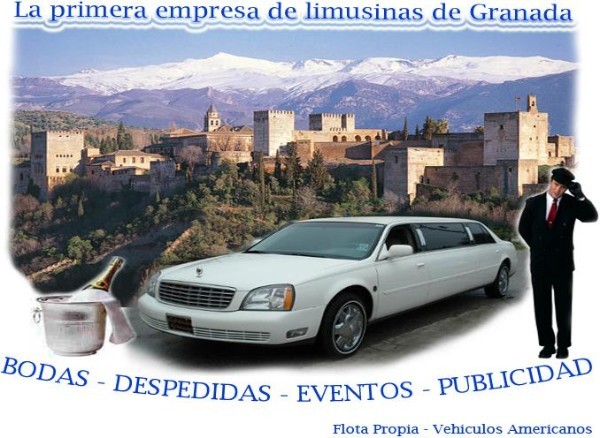 La primera empresa de limusinas de Granada
BODAS - DESPEDIDAS - EVENTOS - PUBLICIDAD
Flota Propia - Vehiculos Americanos